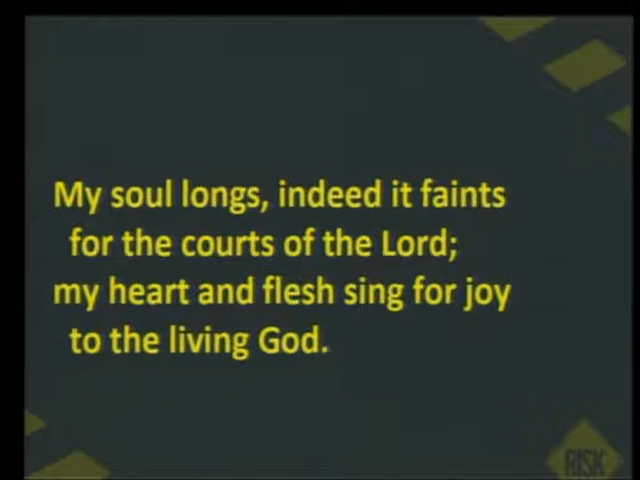 My soul longs, indeed it faints
for the courts of the Lord;
my heart and flesh sing for joy
to the living God.
RISK